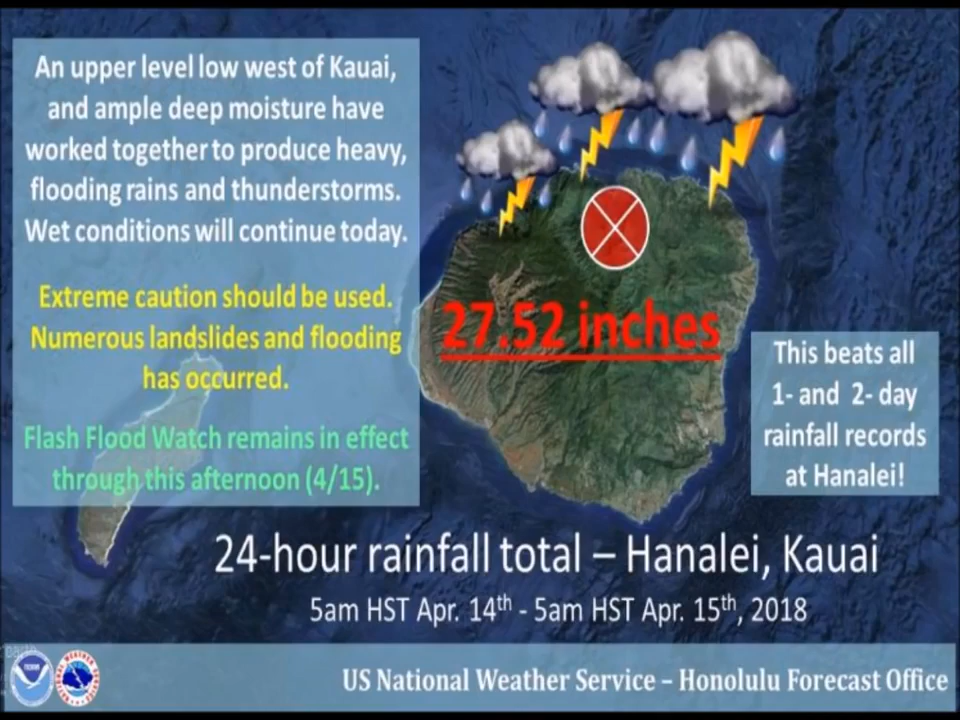 An upper level low west of Kauai,
and ample deep moisture have
worked together to produce heavy,
flooding rains and thunderstorms.
Wet conditions will continue today.
Extreme caution should be used.
Numerous landslides and flooding
has occurred.
Flash Flood Watch remains in effect
through this afternoon (4/15).
27.52 inches
This beats all
1- and 2- day
rainfall records
at Hanalei!
24-hour rainfall total – Hanalei, Kauai
5am HST Apr. 14th - 5am HST Apr. 15th, 2018
US National Weather Service – Honolulu Forecast Office